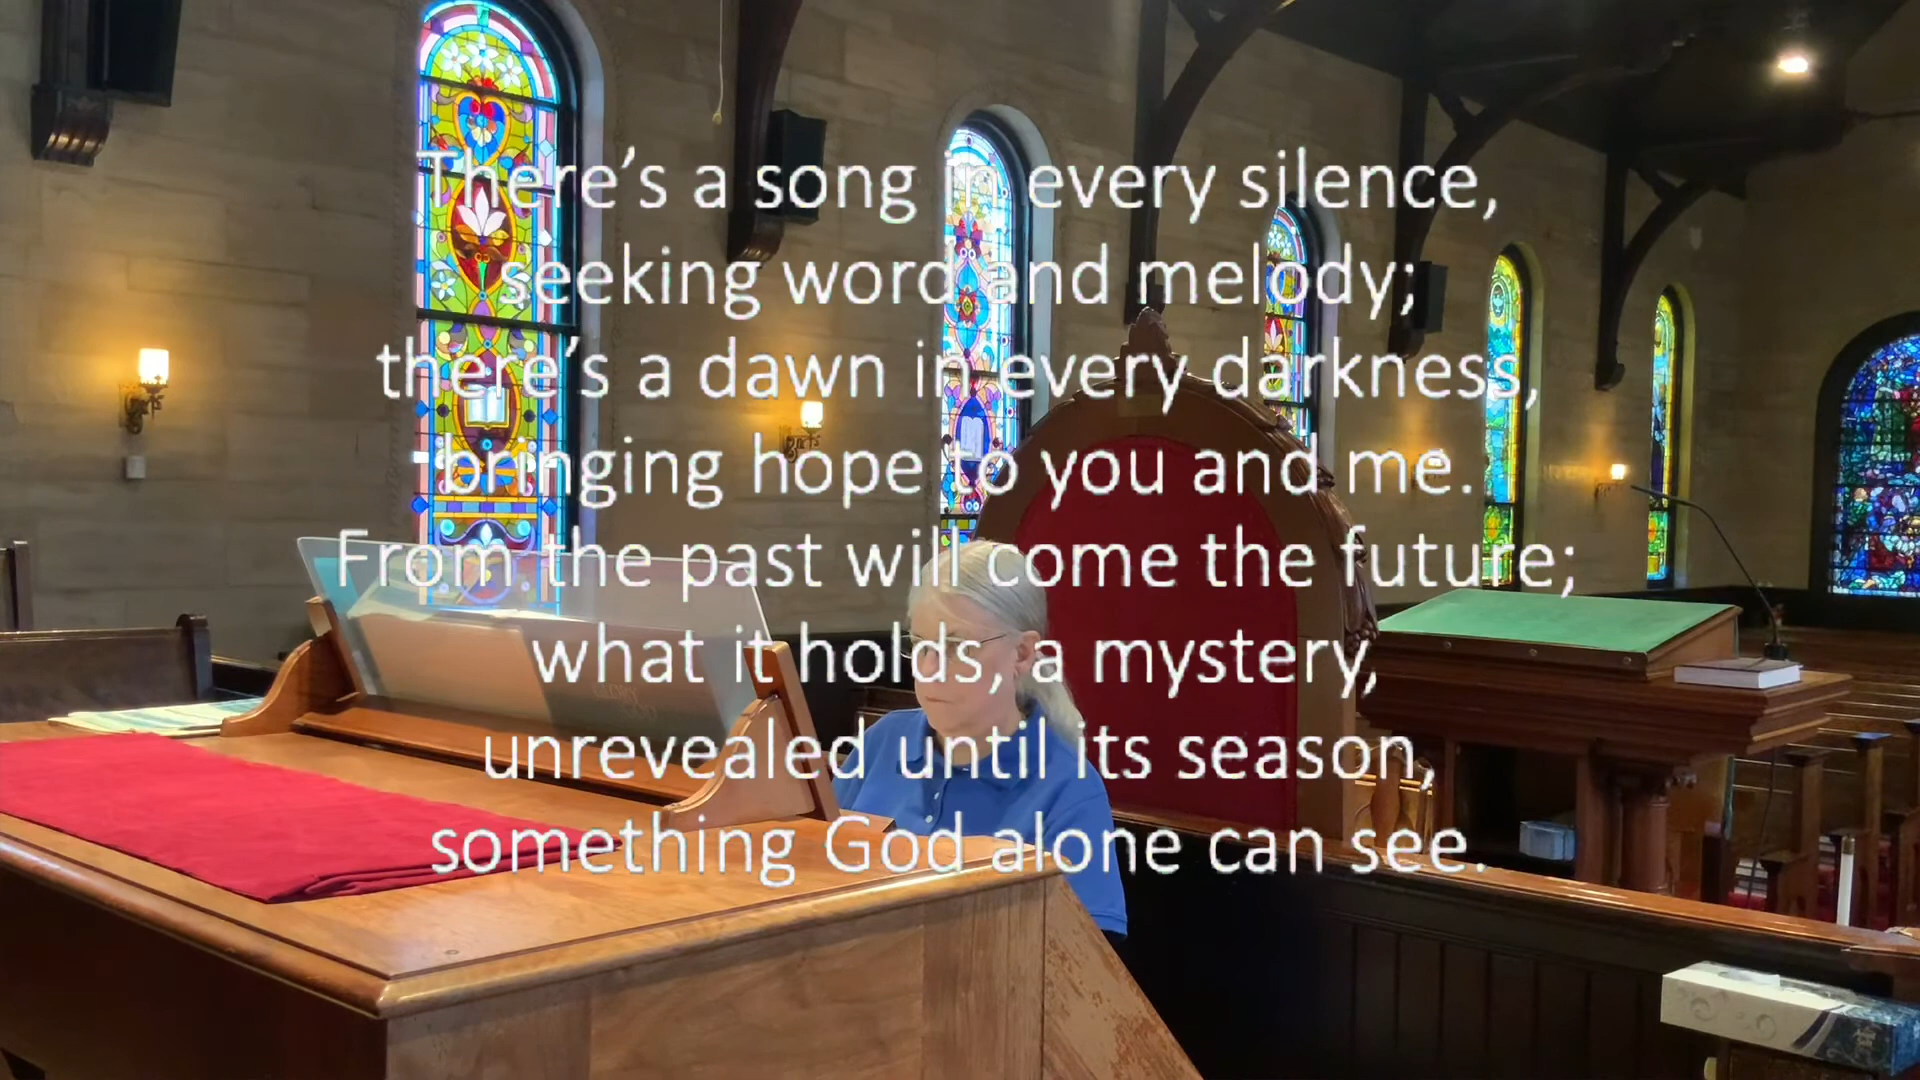 There's a song in every silence,
seeking word and melody;
there's a dawn in every darkness,
bringing hope to you and me.
From the past will come the future;
what it holds, a mystery,
unrevealed until its season,
something God alone can see.